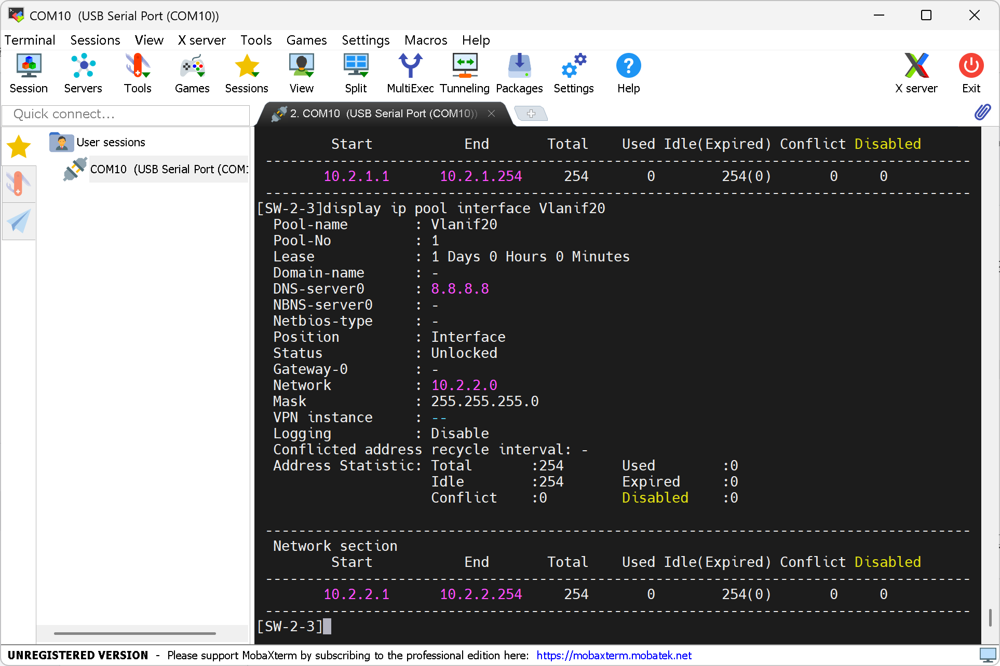 COM10  (USB Serial Port (COM10))
Terminal Sessions View X server Tools Games Settings Macros Help
Session Servers Tools Games Sessions View Split MultiExec Tunneling Packages Settings Help X server Exit
Quick connect...
2. COM10  (USB Serial Port (COM10))
User sessions
COM10  (USB Serial Port (COM1
Start End Total Used Idle(Expired) Conflict Disabled
-------------------------------------------------------------------------------------
10.2.1.1 10.2.1.254 254 0 254(0) 0 0
-------------------------------------------------------------------------------------
[SW-2-3]display ip pool interface Vlanif20
Pool-name : Vlanif20
Pool-No : 1
Lease : 1 Days 0 Hours 0 Minutes
Domain-name : -
DNS-server0 : 8.8.8.8
NBNS-server0 : -
Netbios-type : -
Position : Interface
Status : Unlocked
Gateway-0 : -
Network : 10.2.2.0
Mask : 255.255.255.0
VPN instance : --
Logging : Disable
Conflicted address recycle interval: -
Address Statistic: Total :254 Used :0
Idle :254 Expired :0
Conflict :0 Disabled :0
-------------------------------------------------------------------------------------
Network section
Start End Total Used Idle(Expired) Conflict Disabled
-------------------------------------------------------------------------------------
10.2.2.1 10.2.2.254 254 0 254(0) 0 0
-------------------------------------------------------------------------------------
[SW-2-3]
UNREGISTERED VERSION - Please support MobaXterm by subscribing to the professional edition here: https://mobaxterm.mobatek.net